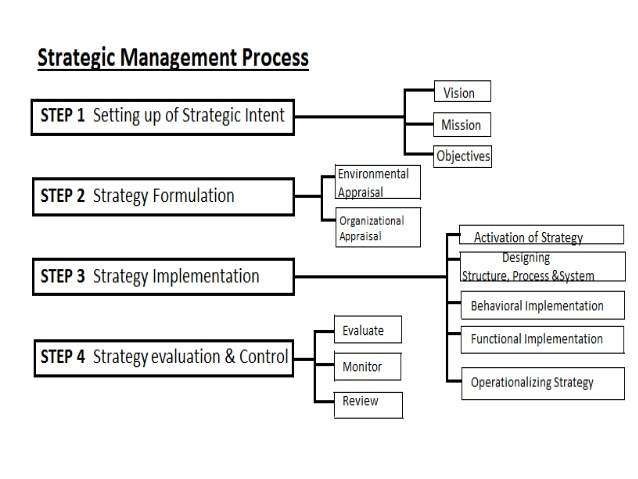 Strategic Management Process
STEP 1 Setting up of Strategic Intent
Vision
Mission
Objectives
STEP 2 Strategy Formulation
Environmental
Appraisal
Organizational
Appraisal
STEP 3 Strategy Implementation
Activation of Strategy
Designing
Structure, Process &System
Behavioral Implementation
Functional Implementation
Operationalizing Strategy
STEP 4 Strategy evaluation & Control
Evaluate
Monitor
Review